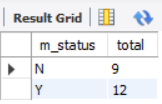 Result Grid
m_status total
N 9
Y 12